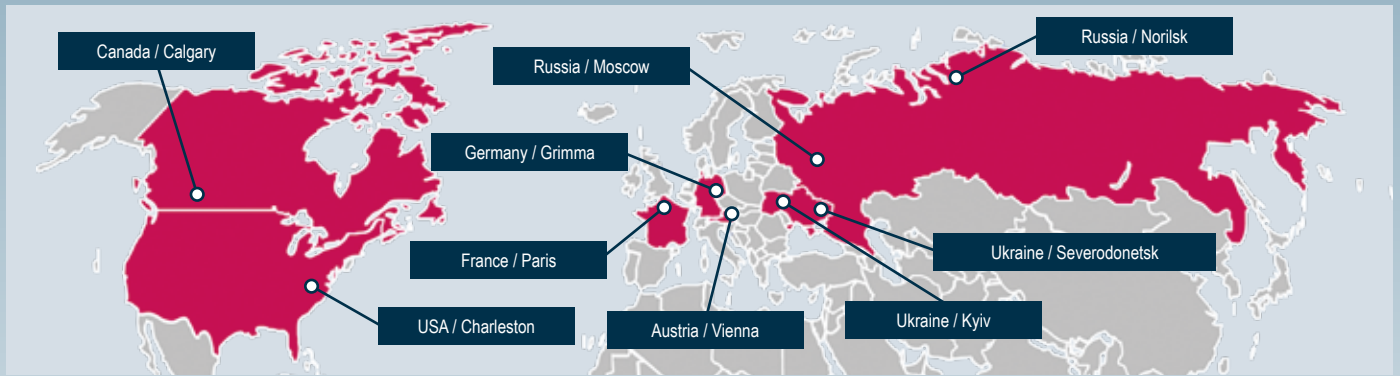 Canada / Calgary
Russia / Norilsk
Russia / Moscow
Germany / Grimma
France / Paris
Ukraine / Severodonetsk
USA / Charleston
Austria / Vienna
Ukraine / Kyiv